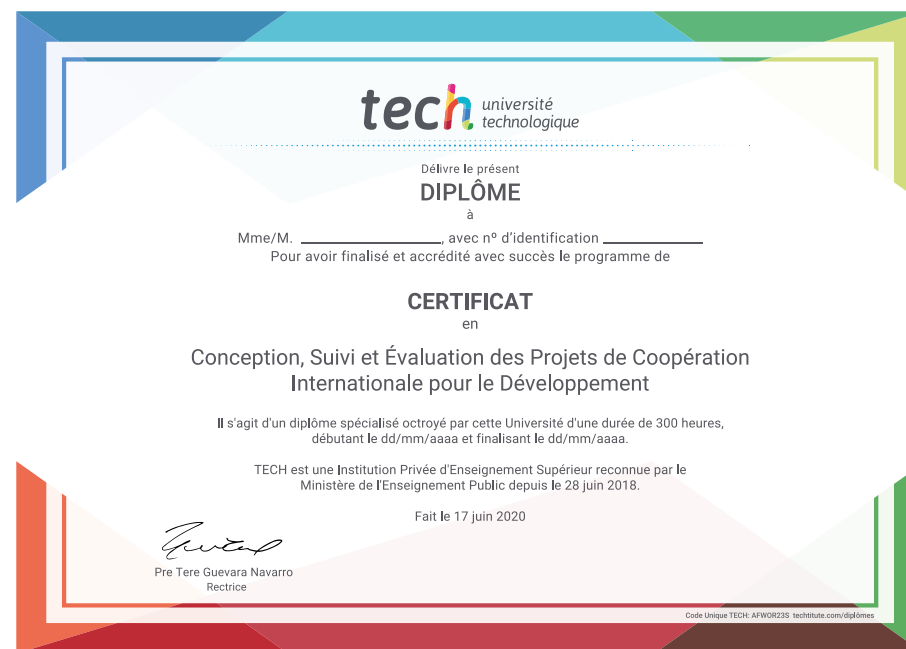 tech université
technologique
Délivre le présent
DIPLÔME
à
Mme/M. ____________________, avec nº d'identification ______________
Pour avoir finalisé et accrédité avec succès le programme de
CERTIFICAT
en
Conception, Suivi et Évaluation des Projets de Coopération
Internationale pour le Développement
Il s'agit d'un diplôme spécialisé octroyé par cette Université d'une durée de 300 heures,
débutant le dd/mm/aaaa et finalisant le dd/mm/aaaa.
TECH est une Institution Privée d'Enseignement Supérieur reconnue par le
Ministère de l'Enseignement Public depuis le 28 juin 2018.
Fait le 17 juin 2020
Pre Tere Guevara Navarro
Rectrice
Code Unique TECH: AFWOR23S techtitute.com/diplômes